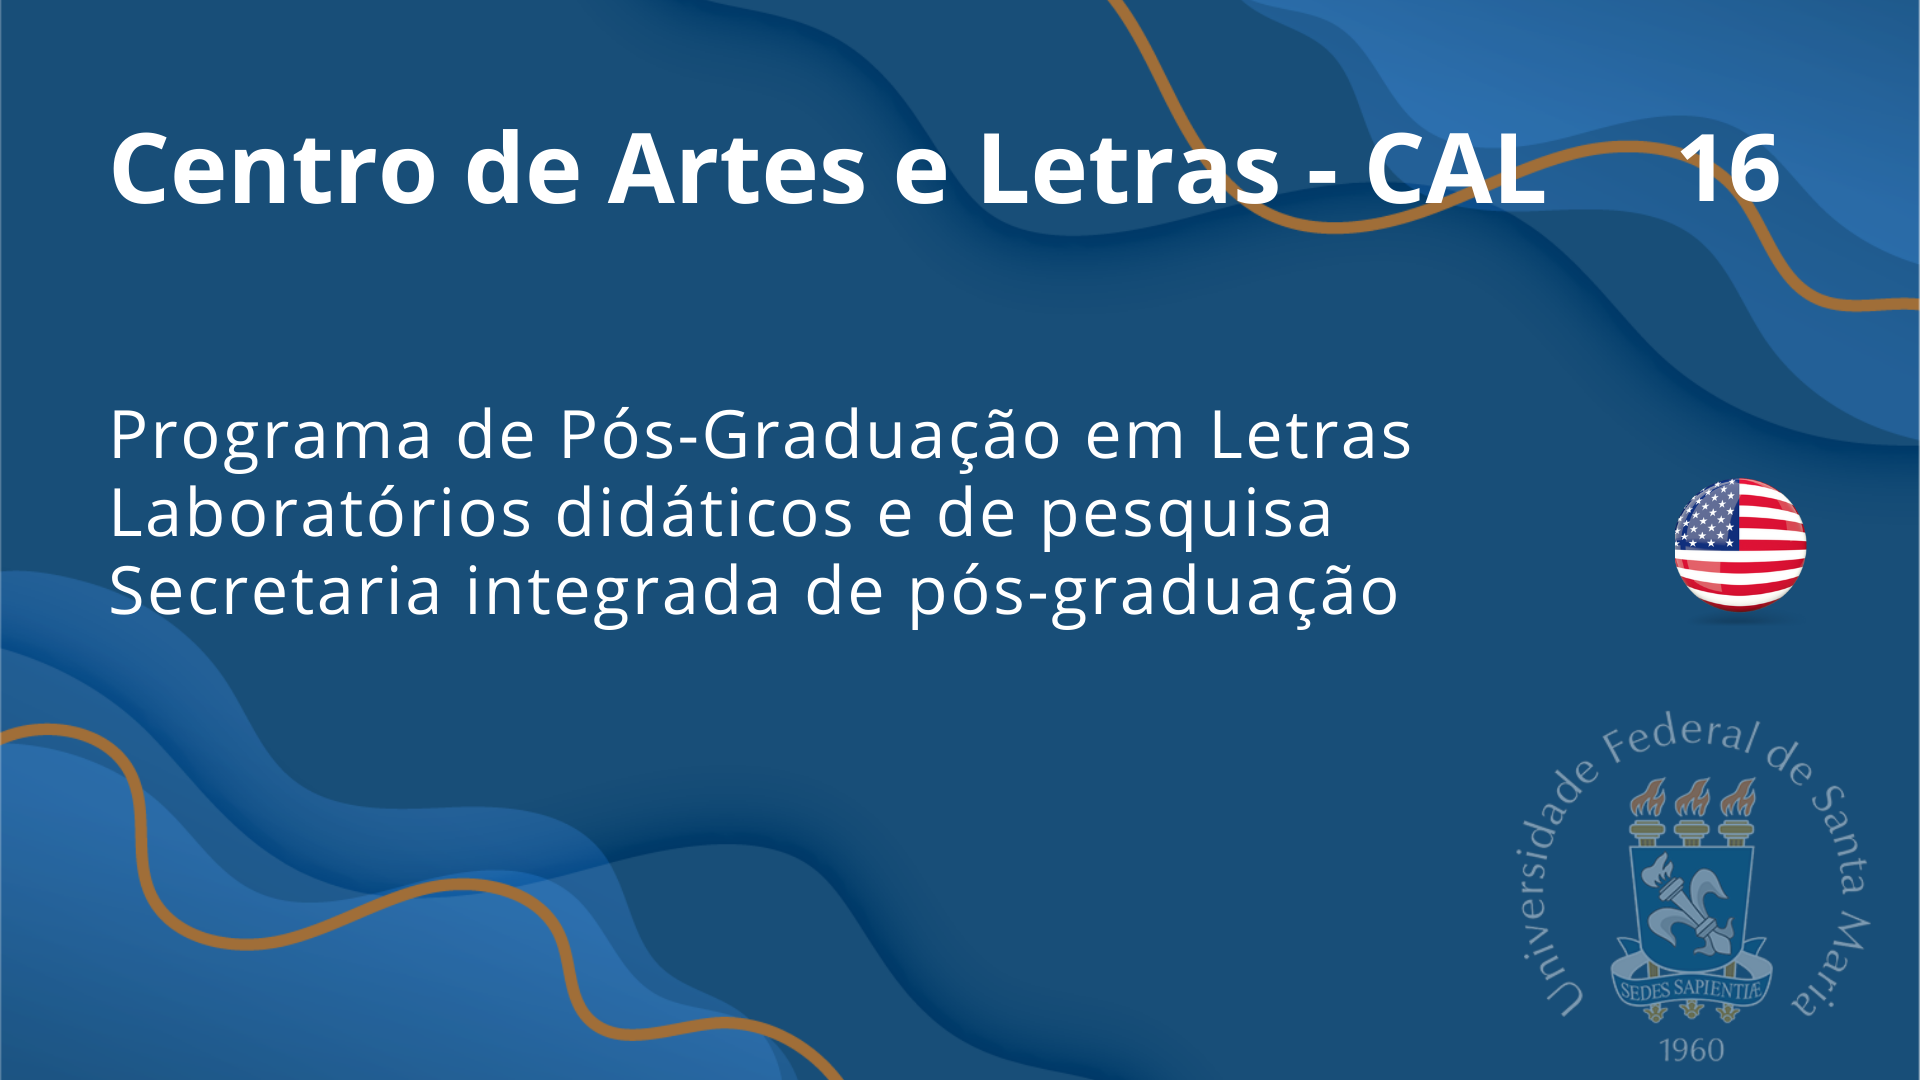 Centro de Artes e Letras - CAL 16
Programa de Pós-Graduação em Letras
Laboratórios didáticos e de pesquisa
Secretaria integrada de pós-graduação
Universidade Federal de Santa Maria
SEDES SAPIENTIÆ
1960